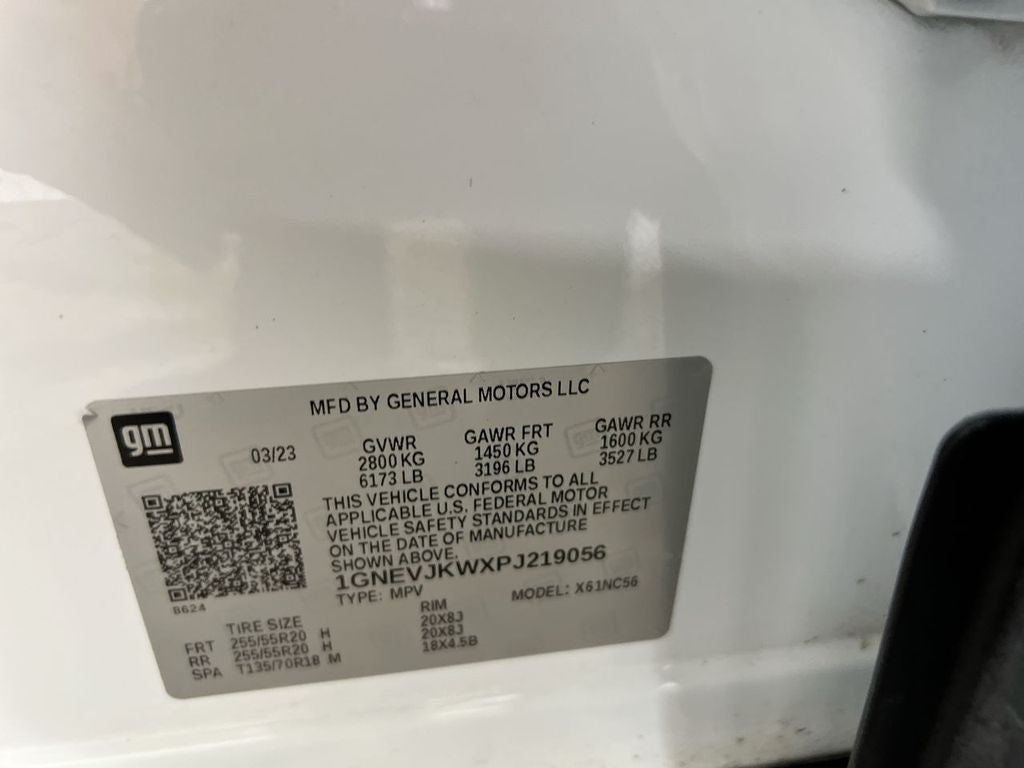 MFD BY GENERAL MOTORS LLC
gm
03/23
GVWR GAWR FRT GAWR RR
2800 KG 1450 KG 1600 KG
6173 LB 3196 LB 3527 LB
THIS VEHICLE CONFORMS TO ALL
APPLICABLE U.S. FEDERAL MOTOR
VEHICLE SAFETY STANDARDS IN EFFECT
ON THE DATE OF MANUFACTURE
SHOWN ABOVE.
1GNEVJKWXPJ219056
TYPE: MPV MODEL: X61NC56
B624
TIRE SIZE RIM
FRT 255/55R20 H 20X8J
RR 255/55R20 H 20X8J
SPA T135/70R18 M 18X4.5B